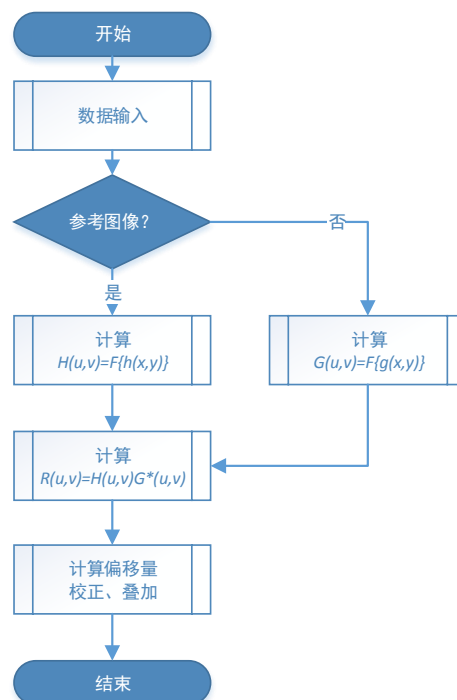 开始
数据输入
参考图像?
否
是
计算
H(u,v)=F{h(x,y)}
计算
G(u,v)=F{g(x,y)}
计算
R(u,v)=H(u,v)G*(u,v)
计算偏移量
校正、叠加
结束